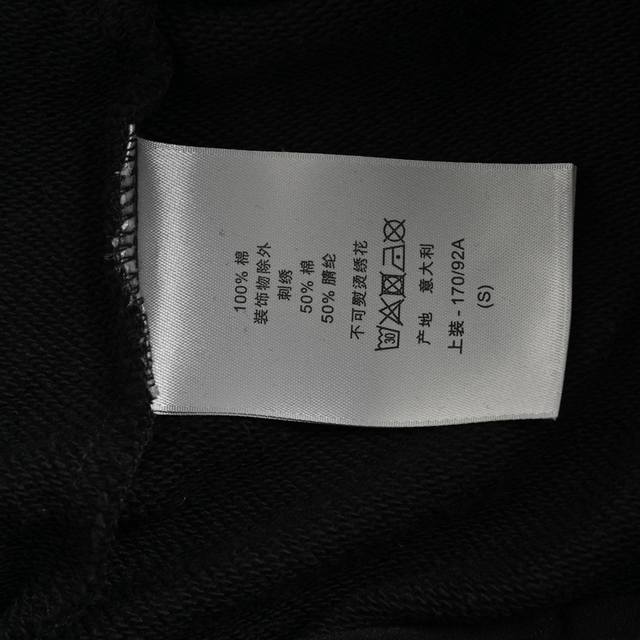 100% 棉
装饰物除外
刺绣
50% 棉
50% 腈纶
不可熨烫绣花
30
产地 意大利
上装 - 170/92A
(S)